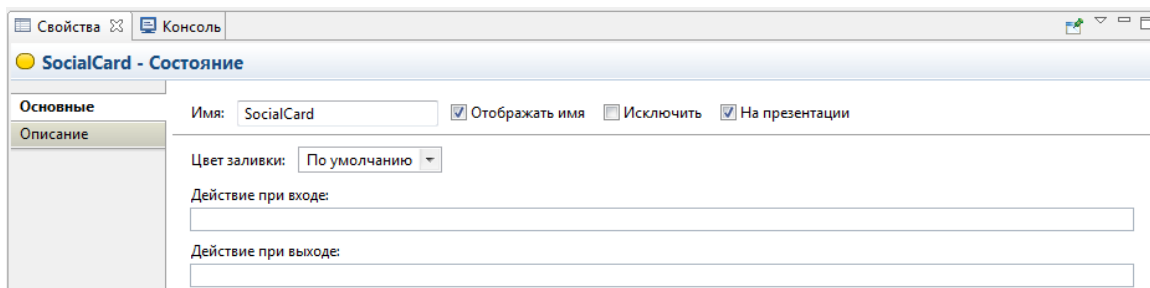 Свойства Консоль
SocialCard - Состояние
Основные
Описание
Имя: SocialCard Отображать имя Исключить На презентации
Цвет заливки: По умолчанию
Действие при входе:
Действие при выходе: